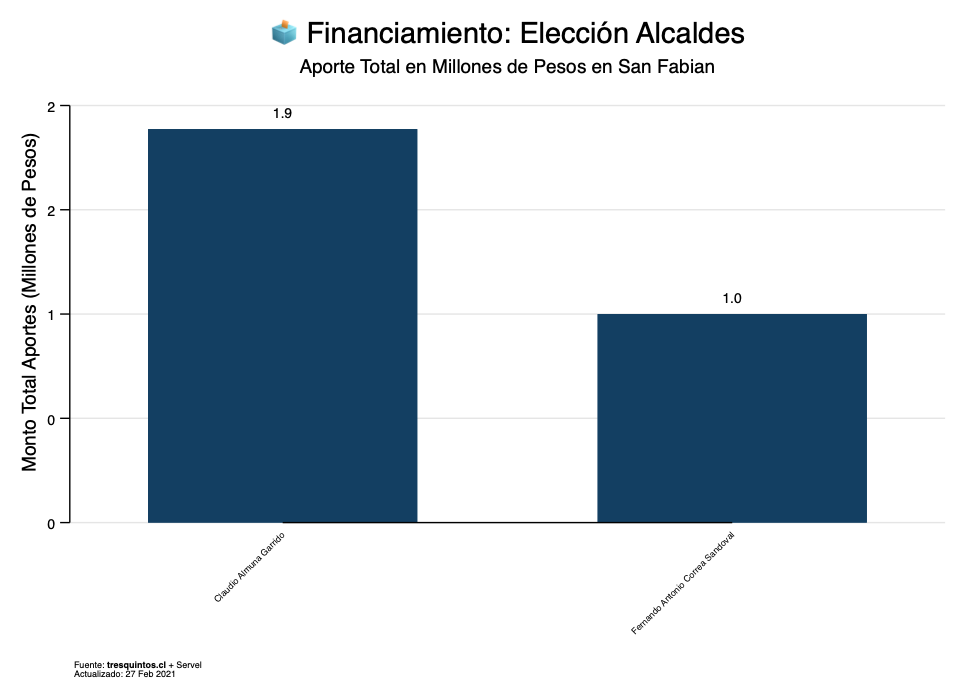 Financiamiento: Elección Alcaldes
Aporte Total en Millones de Pesos en San Fabian
Monto Total Aportes (Millones de Pesos)
2
2
1
0
0
1.9
1.0
Claudio Almuna Garrido
Fernando Antonio Correa Sandoval
Fuente: tresquintos.cl + Servel
Actualizado: 27 Feb 2021